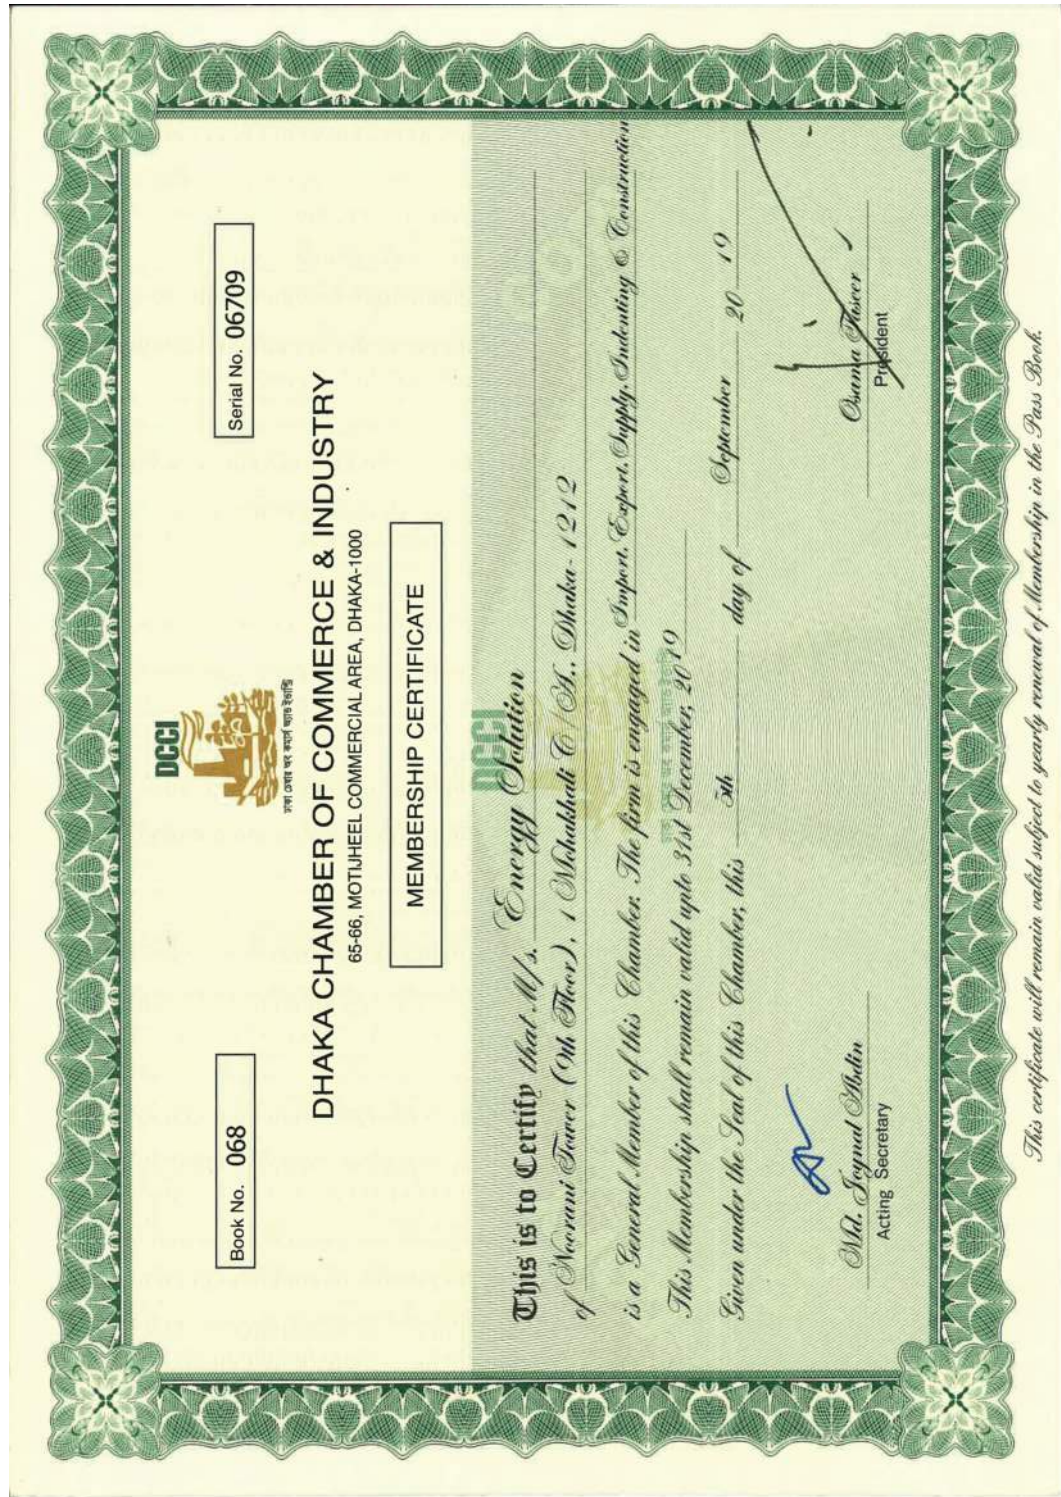 Book No. 068
Serial No. 06709
DCCI
ঢাকা চেম্বার অব কমার্স অ্যান্ড ইন্ডাস্ট্রি
DHAKA CHAMBER OF COMMERCE & INDUSTRY
65-66, MOTIJHEEL COMMERCIAL AREA, DHAKA-1000
MEMBERSHIP CERTIFICATE
DCCI
This is to Certify that M/s. Energy Solution
of Noorani Tower (9th Floor), 1 Mohakhali C/A., Dhaka- 1212
is a General Member of this Chamber. The firm is engaged in Import, Export, Supply, Indenting & Construction
This Membership shall remain valid upto 31st December, 2019
Given under the Seal of this Chamber, this 5th day of September 20 19
Md. Joynal Abdin
Acting Secretary
Osama Taseer
President
This certificate will remain valid subject to yearly renewal of Membership in the Pass Book.